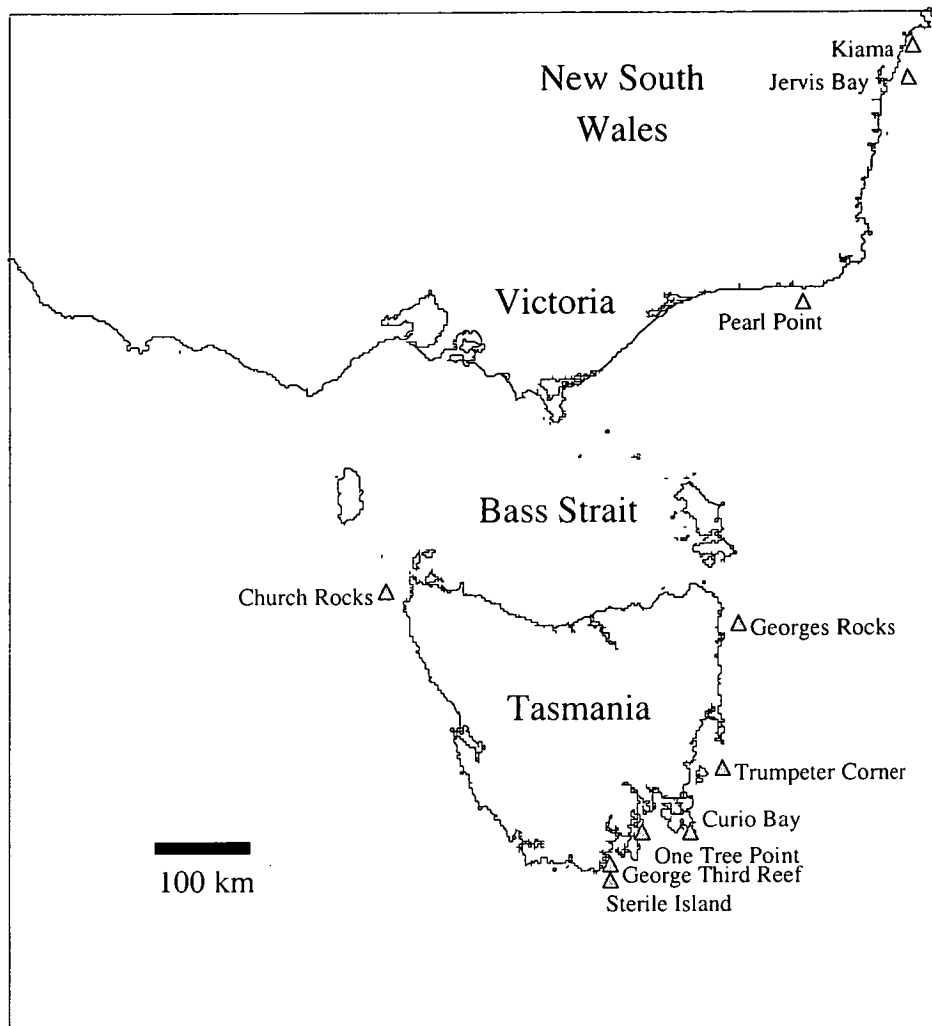 Kiama
Jervis Bay
New South
Wales
Victoria
Pearl Point
Bass Strait
Church Rocks
Georges Rocks
Tasmania
Trumpeter Corner
Curio Bay
One Tree Point
George Third Reef
Sterile Island
100 km